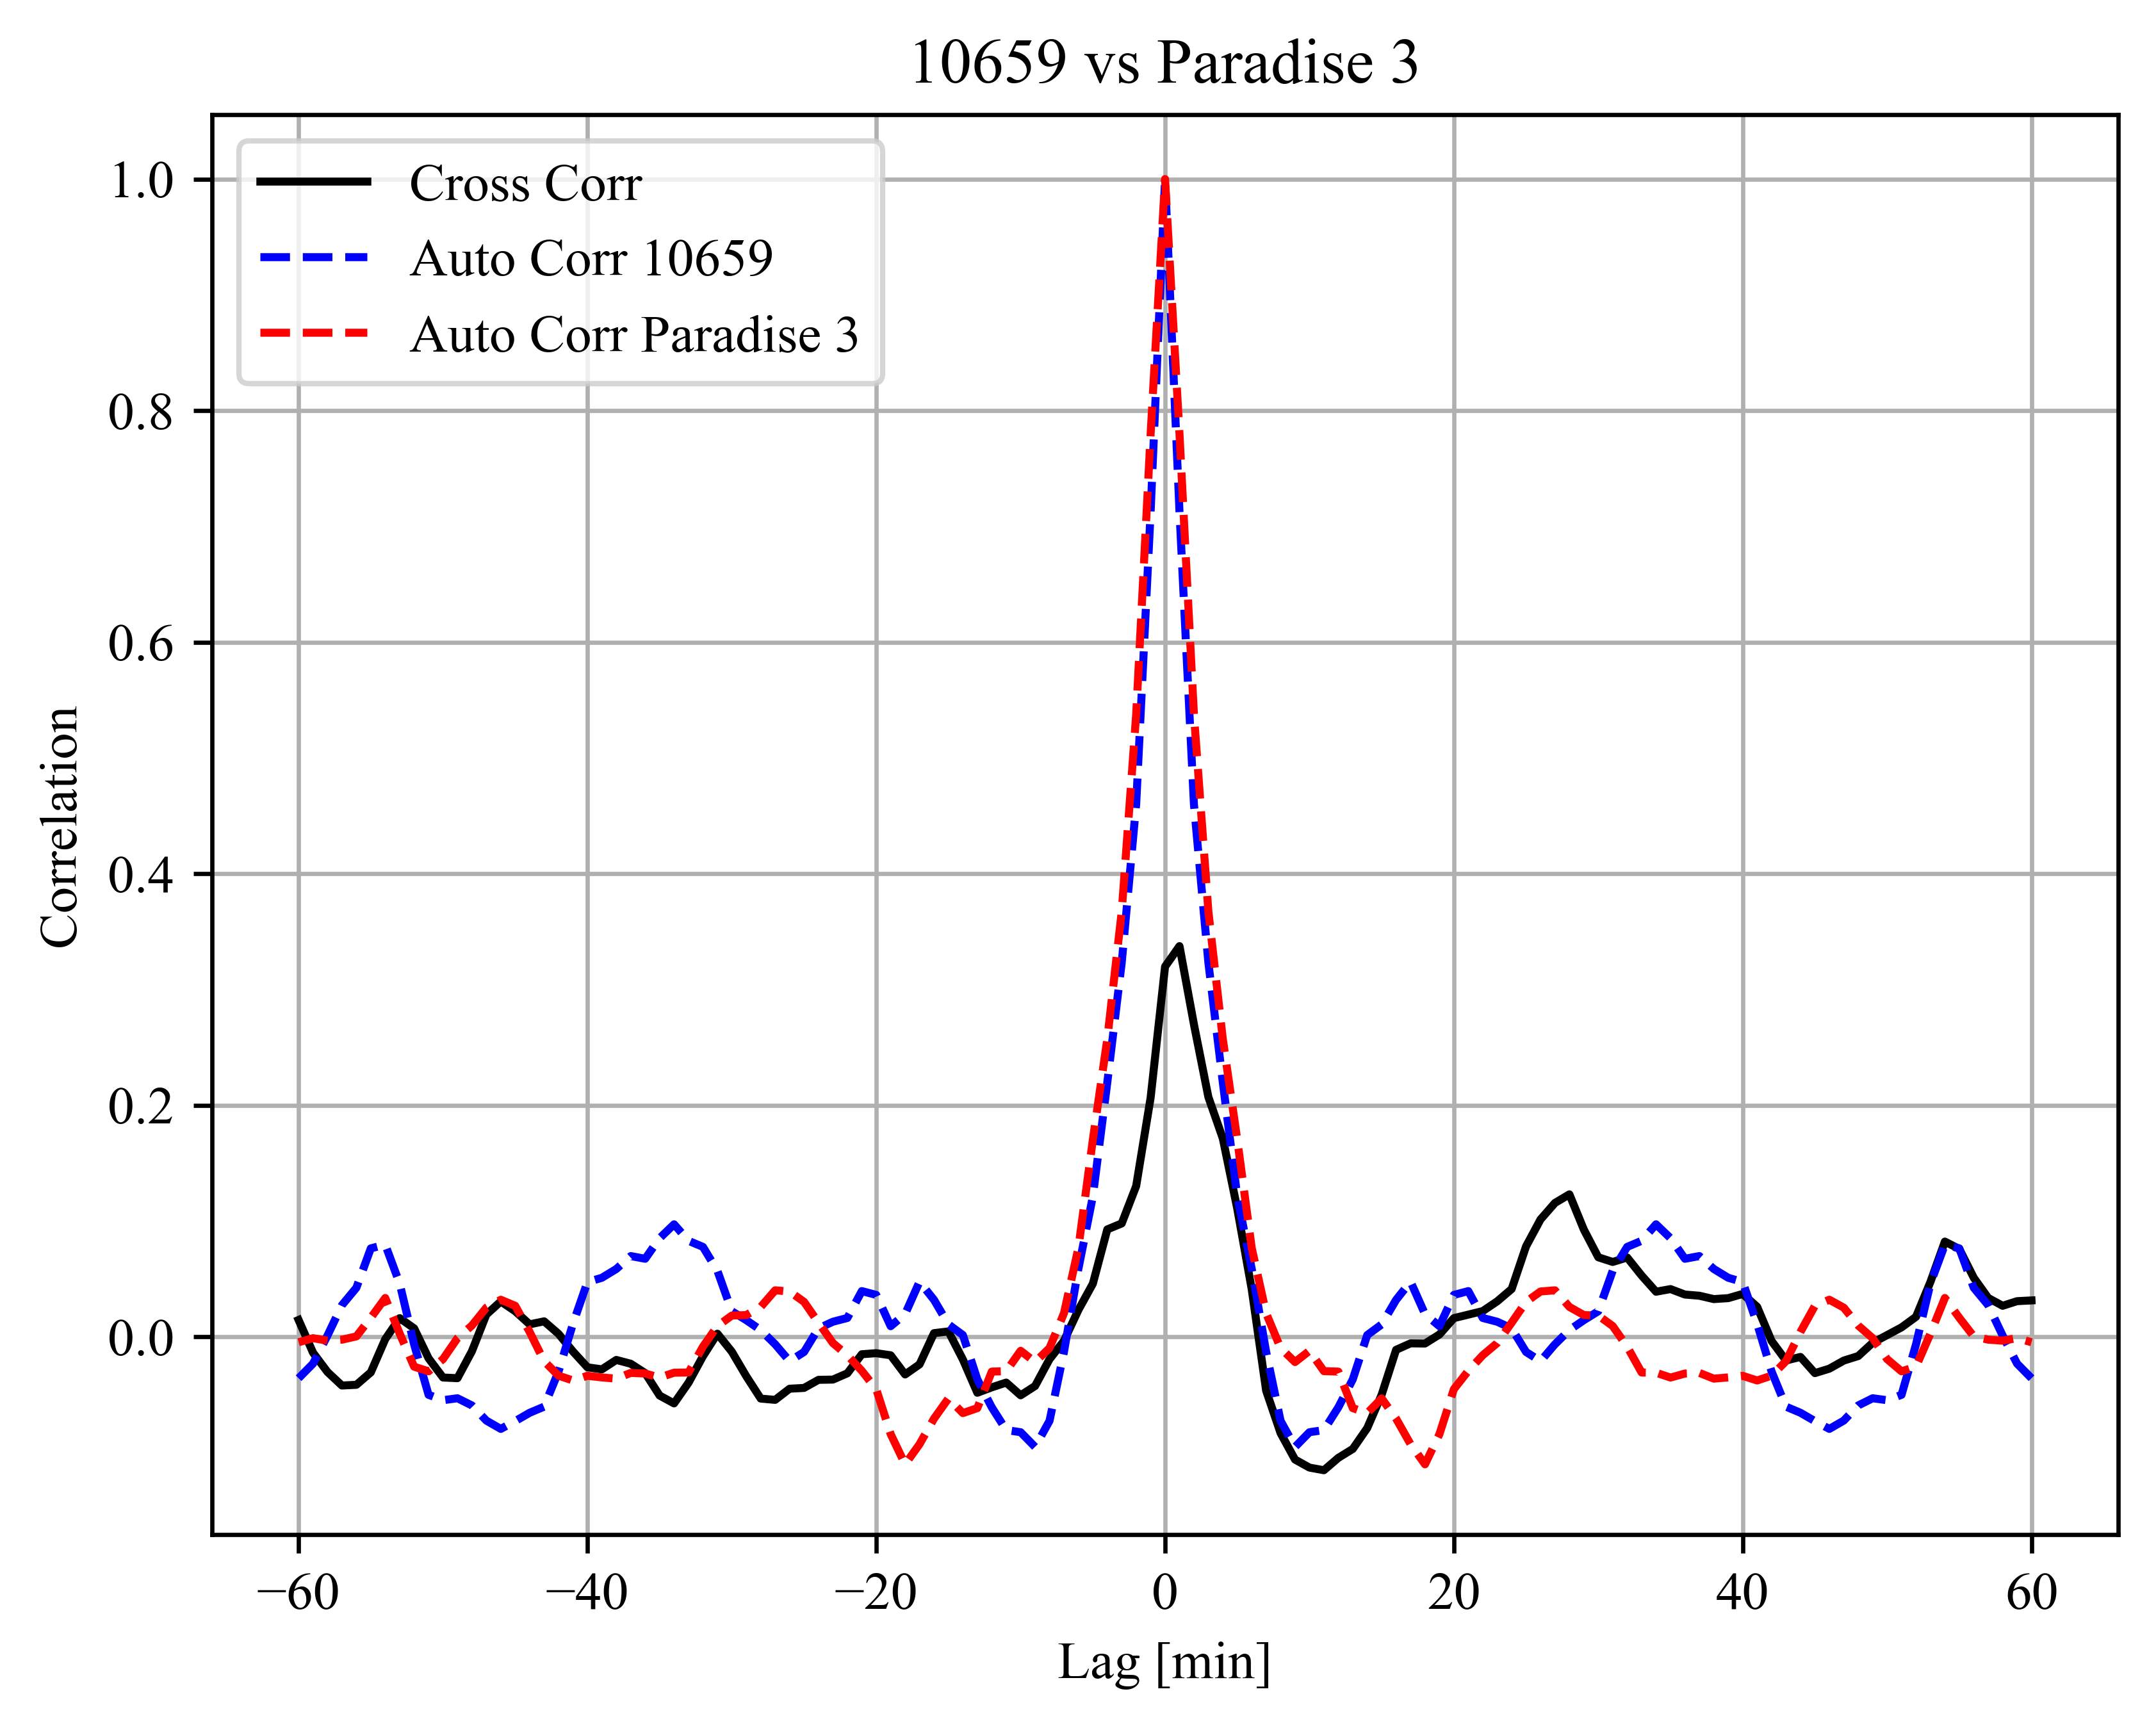 10659 vs Paradise 3
Cross Corr
Auto Corr 10659
Auto Corr Paradise 3
1.0
0.8
0.6
0.4
0.2
0.0
Correlation
−60 −40 −20 0 20 40 60
Lag [min]